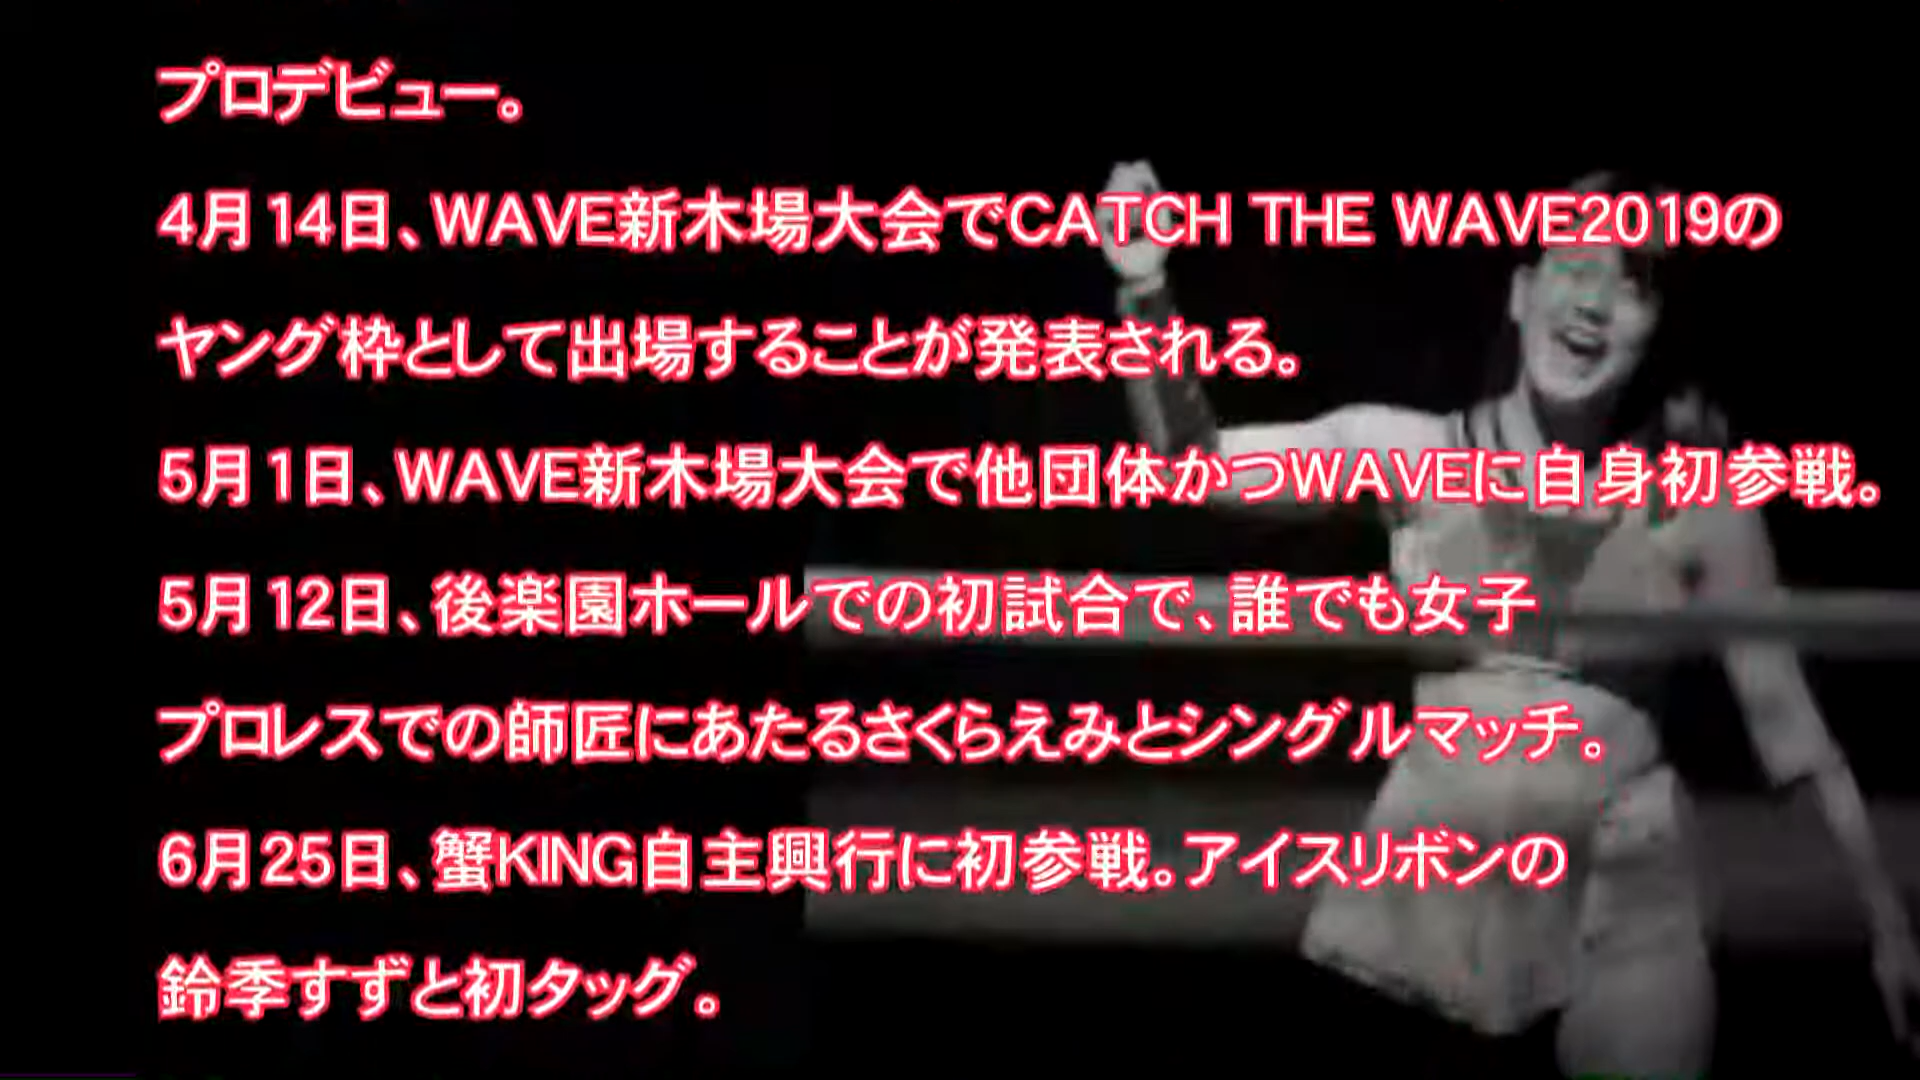 プロデビュー。
4月14日、WAVE新木場大会でCATCH THE WAVE2019の
ヤング枠として出場することが発表される。
5月1日、WAVE新木場大会で他団体かつWAVEに自身初参戦。
5月12日、後楽園ホールでの初試合で、誰でも女子
プロレスでの師匠にあたるさくらえみとシングルマッチ。
6月25日、蟹KING自主興行に初参戦。アイスリボンの
鈴季すずと初タッグ。